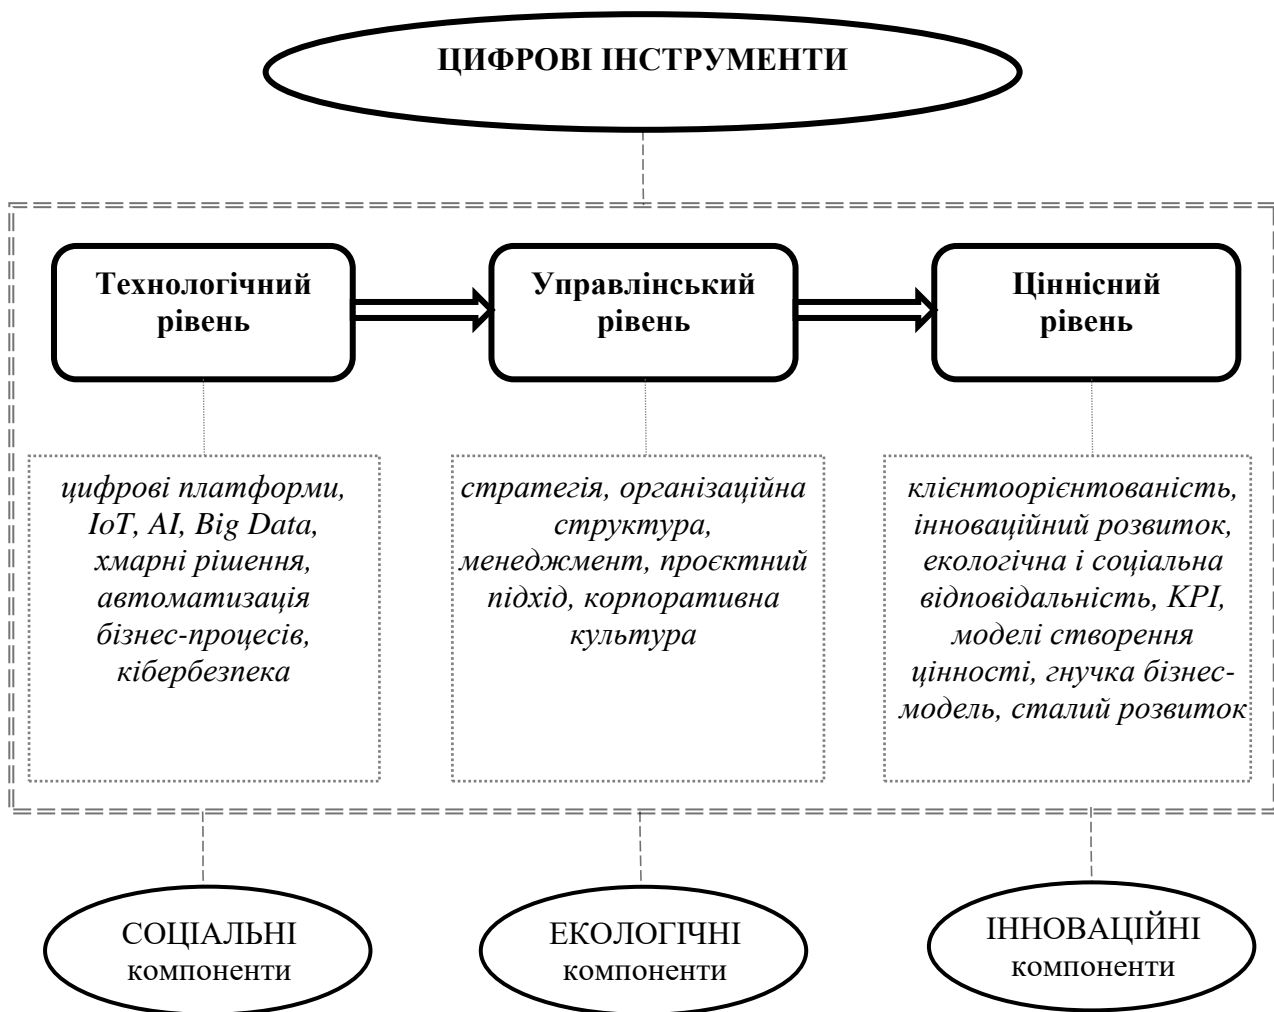 ЦИФРОВІ ІНСТРУМЕНТИ
Технологічний
рівень
Управлінський
рівень
Ціннісний
рівень
цифрові платформи,
IoT, AI, Big Data,
хмарні рішення,
автоматизація
бізнес-процесів,
кібербезпека
стратегія, організаційна
структура,
менеджмент, проєктний
підхід, корпоративна
культура
клієнтоорієнтованість,
інноваційний розвиток,
екологічна і соціальна
відповідальність, KPI,
моделі створення
цінності, гнучка бізнес-
модель, сталий розвиток
СОЦІАЛЬНІ
компоненти
ЕКОЛОГІЧНІ
компоненти
ІННОВАЦІЙНІ
компоненти